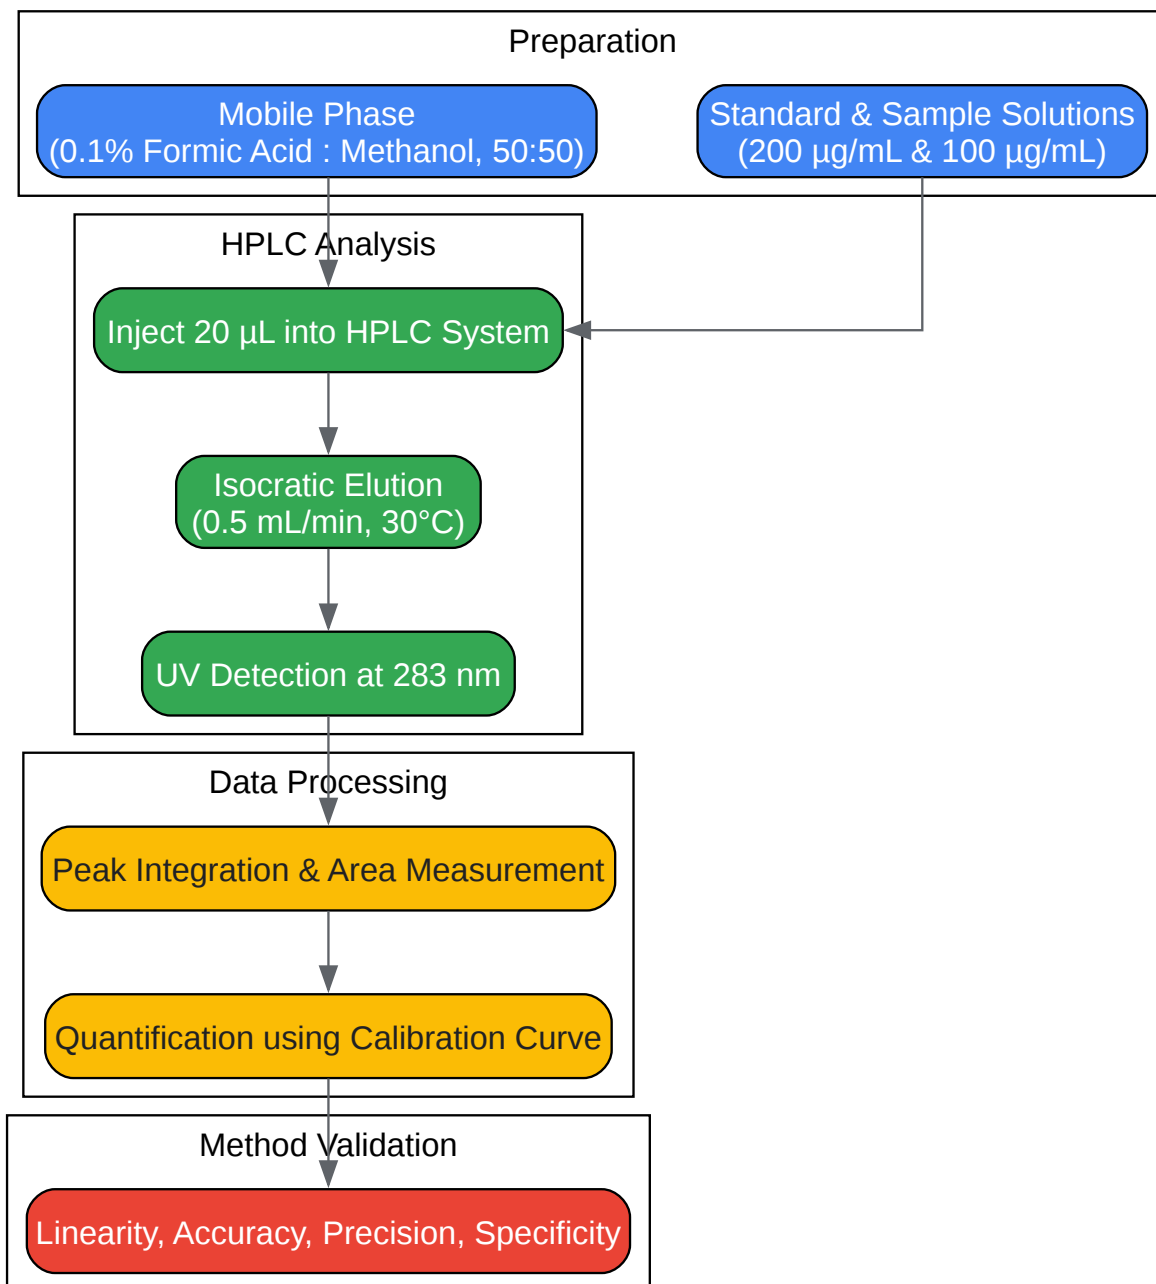 Preparation
Mobile Phase
(0.1% Formic Acid : Methanol, 50:50)
Standard & Sample Solutions
(200 µg/mL & 100 µg/mL)
HPLC Analysis
Inject 20 µL into HPLC System
Isocratic Elution
(0.5 mL/min, 30°C)
UV Detection at 283 nm
Data Processing
Peak Integration & Area Measurement
Quantification using Calibration Curve
Method Validation
Linearity, Accuracy, Precision, Specificity